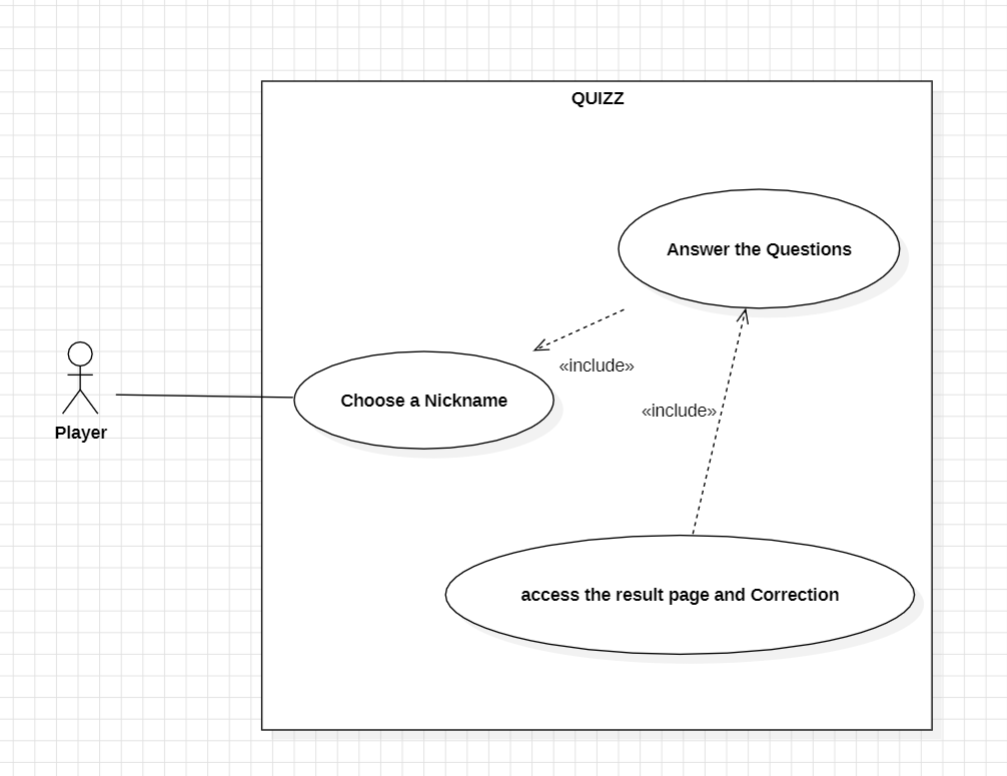 QUIZZ
Answer the Questions
«include»
Choose a Nickname
«include»
Player
access the result page and Correction